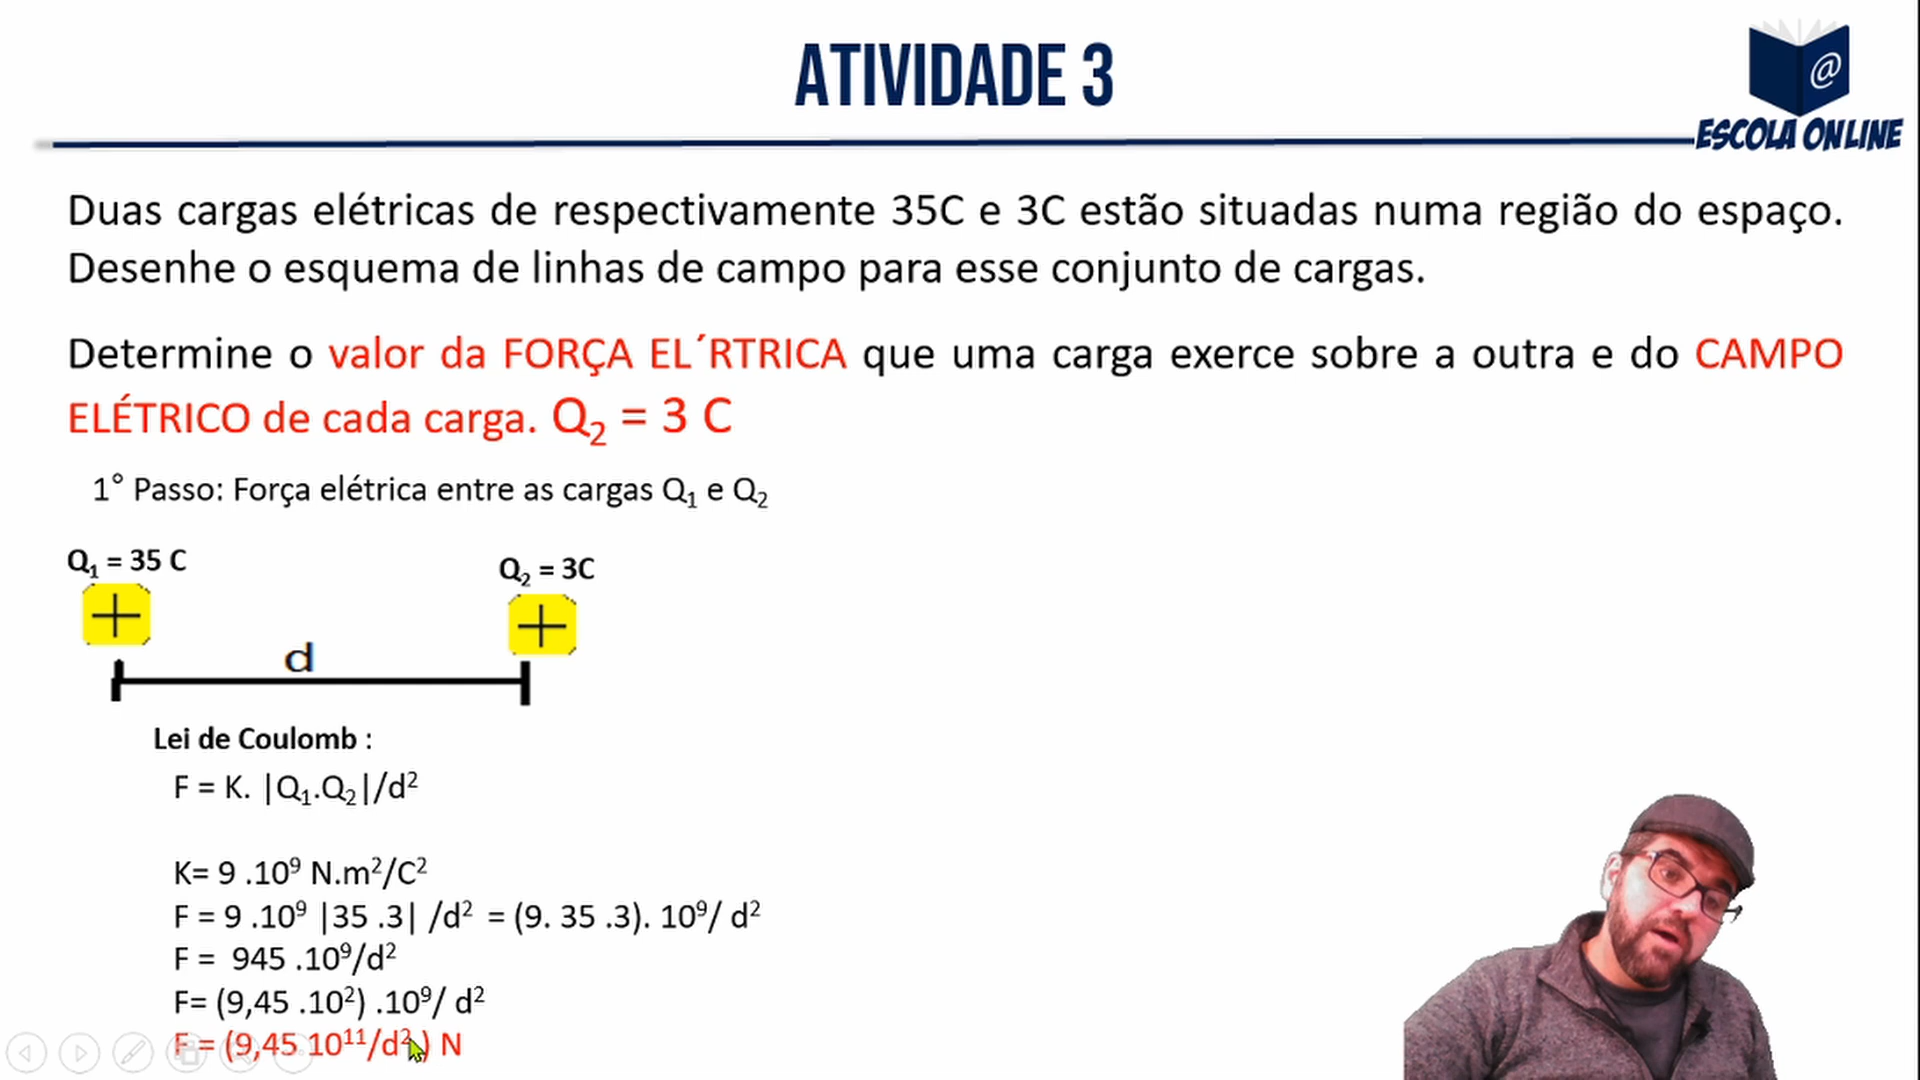 ATIVIDADE 3
@
ESCOLA ONLINE
Duas cargas elétricas de respectivamente 35C e 3C estão situadas numa região do espaço.
Desenhe o esquema de linhas de campo para esse conjunto de cargas.
Determine o valor da FORÇA EL´RTRICA que uma carga exerce sobre a outra e do CAMPO
ELÉTRICO de cada carga. Q₂ = 3 C
1° Passo: Força elétrica entre as cargas Q₁ e Q₂
Q₁ = 35 C
Q₂ = 3C
+
+
d
Lei de Coulomb :
F = K. |Q₁.Q₂|/d²
K= 9 .10⁹ N.m²/C²
F = 9 .10⁹ |35 .3| /d² = (9. 35 .3). 10⁹/ d²
F = 945 .10⁹/d²
F= (9,45 .10²) .10⁹/ d²
F = (9,45 10¹¹/d² ) N